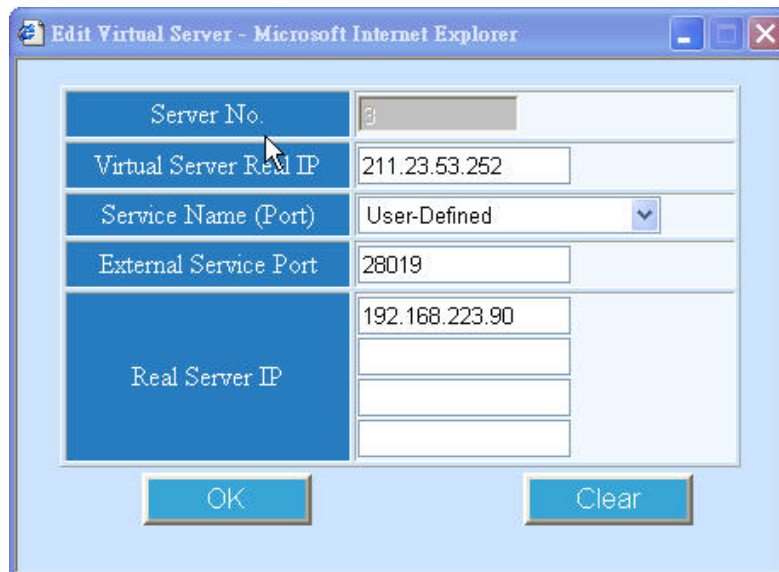 Edit Virtual Server - Microsoft Internet Explorer
Server No. 3
Virtual Server Real IP 211.23.53.252
Service Name (Port) User-Defined
External Service Port 28019
Real Server IP 192.168.223.90
OK Clear